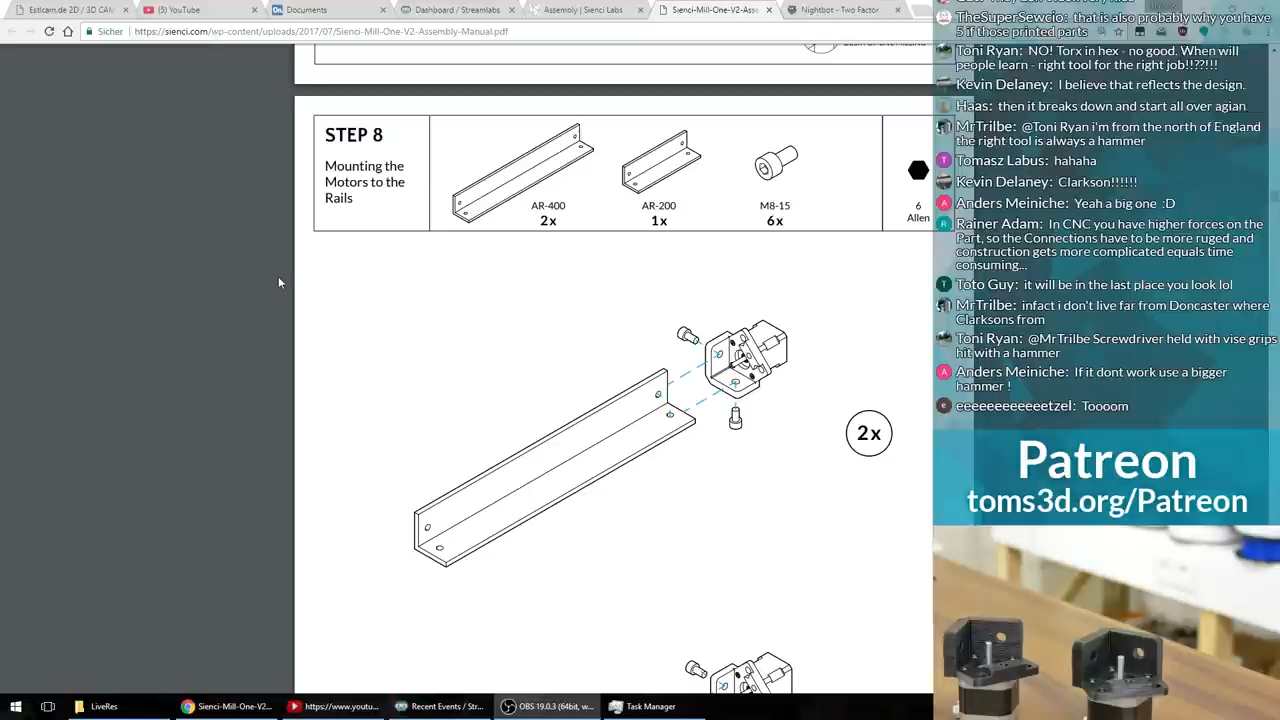 Estlcam.de 2D / 3D CAM
(5) YouTube
Documents
Dashboard / Streamlabs
Assembly | Sienci Labs
Sienci-Mill-One-V2-Asse
Nightbot - Two Factor
Sicher
https://sienci.com/wp-content/uploads/2017/07/Sienci-Mill-One-V2-Assembly-Manual.pdf
STEP 8
Mounting the
Motors to the
Rails
AR-400
2x
AR-200
1x
M8-15
6x
6
Allen
2x
TheSuperSewcio: that is also probably why you have
5 if those printed parts
Toni Ryan: NO! Torx in hex - no good. When will
people learn - right tool for the right job!!??!!!
Kevin Delaney: I believe that reflects the design.
Haas: then it breaks down and start all over agian
MrTrilbe: @Toni Ryan i'm from the north of England
the right tool is always a hammer
Tomasz Labus: hahaha
Kevin Delaney: Clarkson!!!!!!
Anders Meiniche: Yeah a big one :D
Rainer Adam: In CNC you have higher forces on the
Part, so the Connections have to be more ruged and
construction gets more complicated equals time
consuming...
Toto Guy: it will be in the last place you look lol
MrTrilbe: infact i don't live far from Doncaster where
Clarksons from
Toni Ryan: @MrTrilbe Screwdriver held with vise grips
hit with a hammer
Anders Meiniche: If it dont work use a bigger
hammer !
eeeeeeeeeeetzel: Toooom
Patreon
toms3d.org/Patreon
LiveRes
Sienci-Mill-One-V2...
https://www.youtu...
Recent Events / Str...
OBS 19.0.3 (64bit, w...
Task Manager